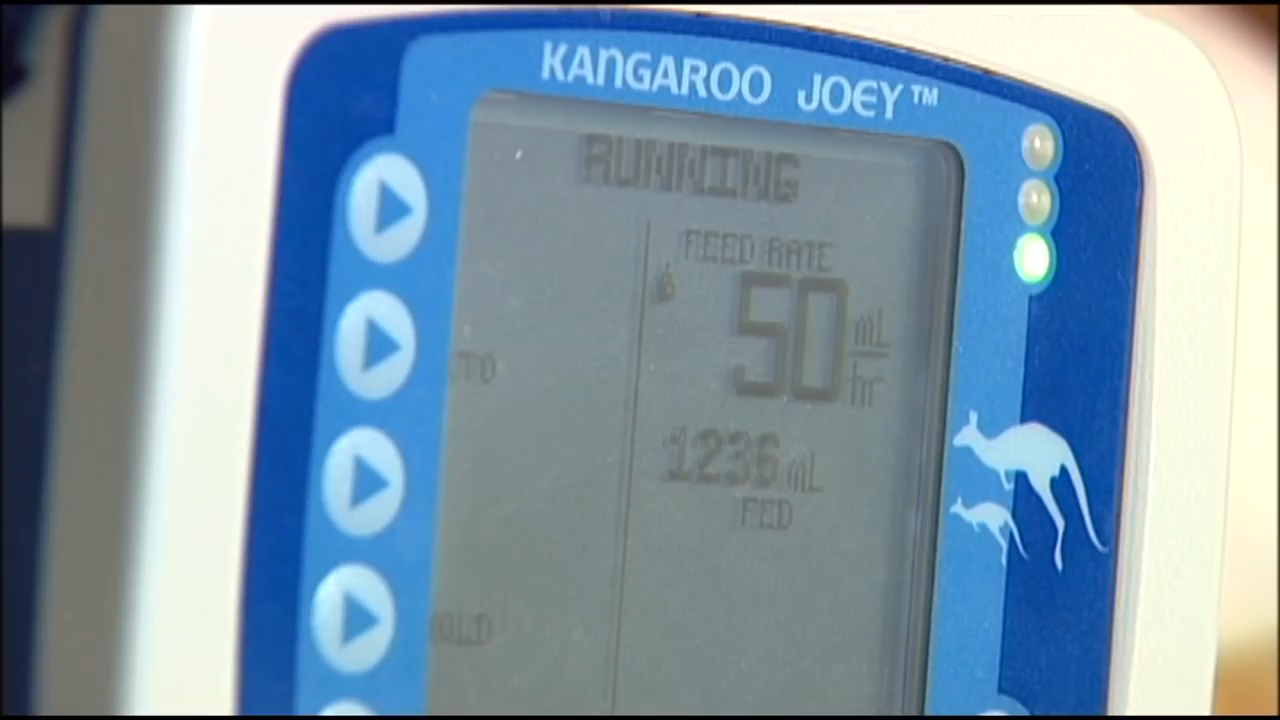 KANGAROO JOEY™
RUNNING
FEED RATE
50 mL
hr
1236 mL
FED